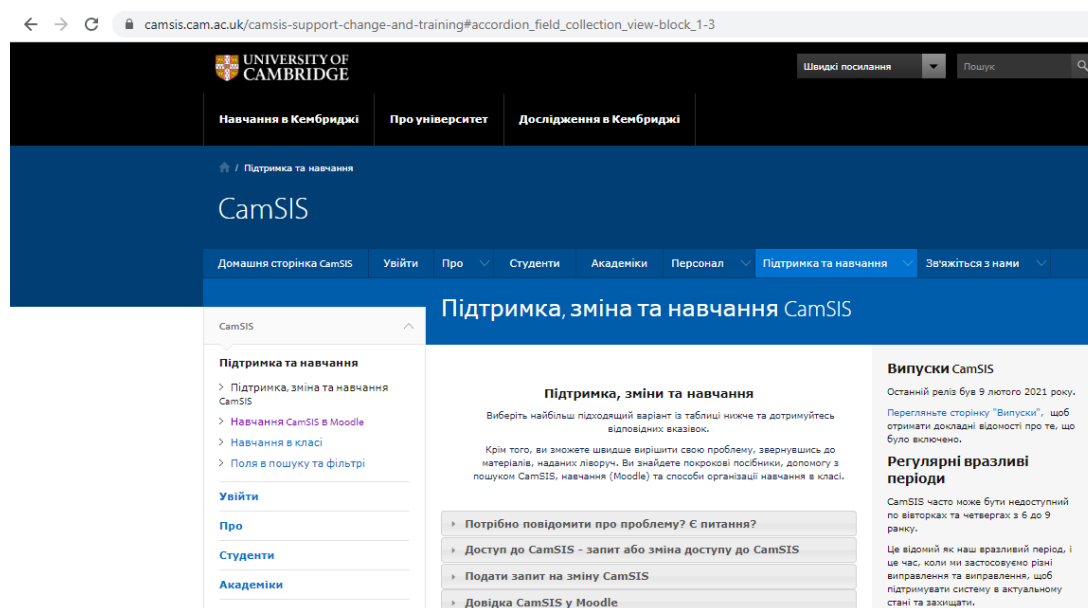 camsis.cam.ac.uk/camsis-support-change-and-training#accordion_field_collection_view-block_1-3
UNIVERSITY OF
CAMBRIDGE
Швидкі посилання
Пошук
Навчання в Кембриджі
Про університет
Дослідження в Кембриджі
/ Підтримка та навчання
CamSIS
Домашня сторінка CamSIS
Увійти
Про
Студенти
Академіки
Персонал
Підтримка та навчання
Зв'яжіться з нами
Підтримка, зміна та навчання CamSIS
CamSIS
Підтримка та навчання
> Підтримка, зміна та навчання
CamSIS
> Навчання CamSIS в Moodle
> Навчання в класі
> Поля в пошуку та фільтрі
Увійти
Про
Студенти
Академіки
Підтримка, зміни та навчання
Виберіть найбільш підходящий варіант із таблиці нижче та дотримуйтесь
відповідних вказівок.
Крім того, ви зможете швидше вирішити свою проблему, звернувшись до
матеріалів, наданих ліворуч. Ви знайдете покрокові посібники, допомогу з
пошуком CamSIS, навчання (Moodle) та способи організації навчання в класі.
Потрібно повідомити про проблему? Є питання?
Доступ до CamSIS - запит або зміна доступу до CamSIS
Подати запит на зміну CamSIS
Довідка CamSIS у Moodle
Випуски CamSIS
Останній реліз був 9 лютого 2021 року.
Перегляньте сторінку "Випуски", щоб
отримати докладні відомості про те, що
було включено.
Регулярні вразливі
періоди
CamSIS часто може бути недоступний
по вівторках та четвергах з 6 до 9
ранку.
Це відомий як наш вразливий період, і
це час, коли ми застосовуємо різні
виправлення та виправлення, щоб
підтримувати систему в актуальному
стані та захищати.